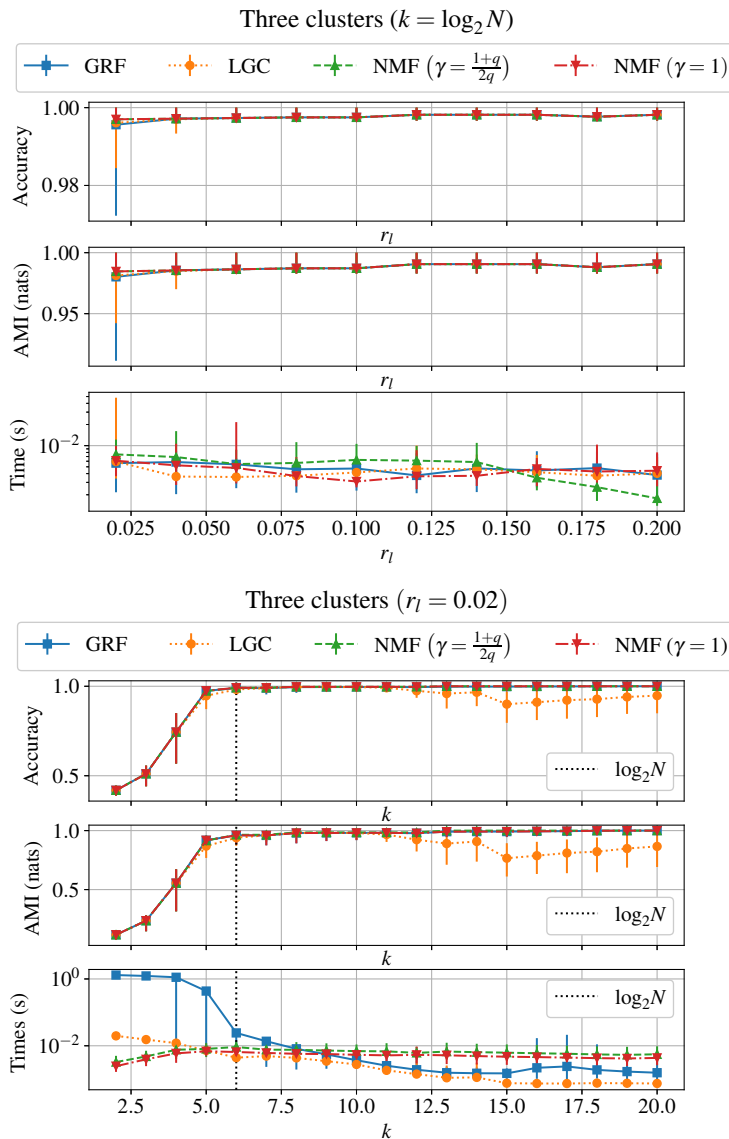 Three clusters (k = log₂ N)
GRF LGC NMF (γ = 1+q/2q) NMF (γ = 1)
1.00
0.98
Accuracy
r_l
1.00
0.95
AMI (nats)
r_l
10⁻²
Time (s)
0.025 0.050 0.075 0.100 0.125 0.150 0.175 0.200
r_l
Three clusters (r_l = 0.02)
GRF LGC NMF (γ = 1+q/2q) NMF (γ = 1)
1.0
0.5
Accuracy
log₂ N
k
1.0
0.5
AMI (nats)
log₂ N
k
10⁰
10⁻²
Times (s)
log₂ N
2.5 5.0 7.5 10.0 12.5 15.0 17.5 20.0
k